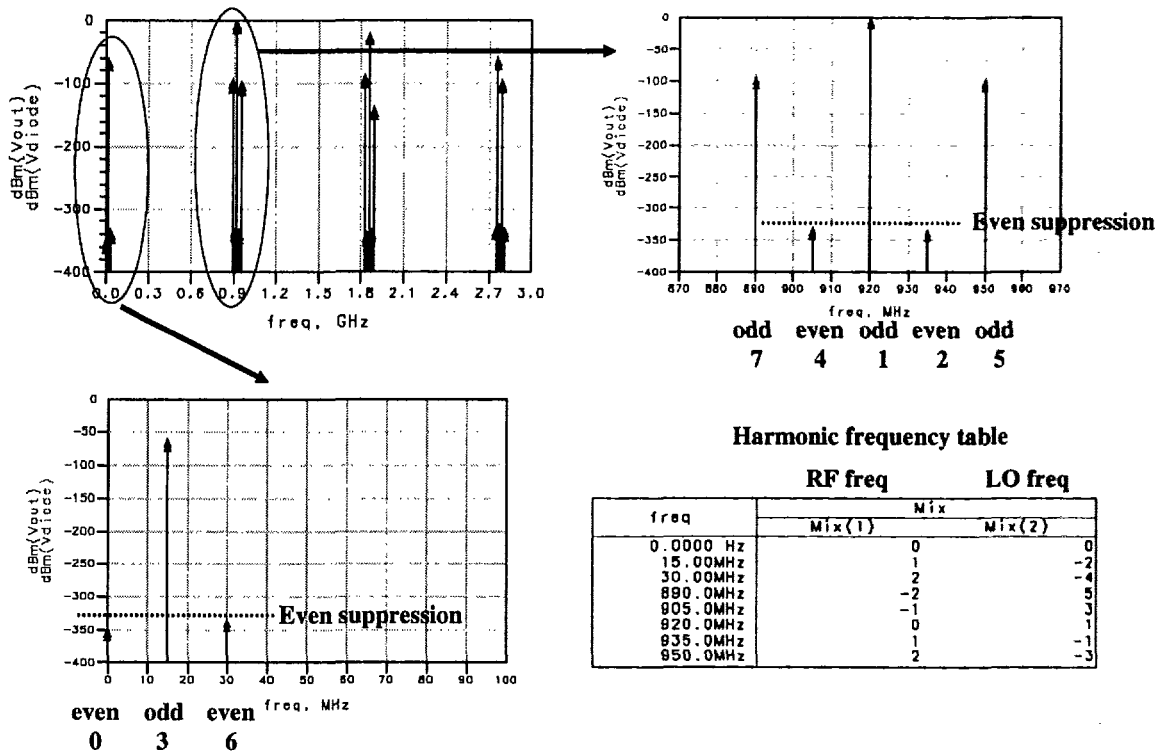 dBm(Vout)
dBm(Vdiode)
0
-100
-200
-300
-400
0.0 0.3 0.6 0.9 1.2 1.5 1.8 2.1 2.4 2.7 3.0
freq, GHz
dBm(Vout)
dBm(Vdiode)
0
-50
-100
-150
-200
-250
-300
-350
-400
Even suppression
870 880 890 900 910 920 930 940 950 960 970
freq, MHz
odd even odd even odd
7 4 1 2 5
dBm(Vout)
dBm(Vdiode)
0
-50
-100
-150
-200
-250
-300
-350
-400
Even suppression
0 10 20 30 40 50 60 70 80 90 100
freq, MHz
even odd even
0 3 6
Harmonic frequency table
RF freq LO freq
freq Mix
Mix(1) Mix(2)
0.0000 Hz 0 0
15.00MHz 1 -2
30.00MHz 2 -4
890.0MHz -2 5
905.0MHz -1 3
920.0MHz 0 1
935.0MHz 1 -1
950.0MHz 2 -3